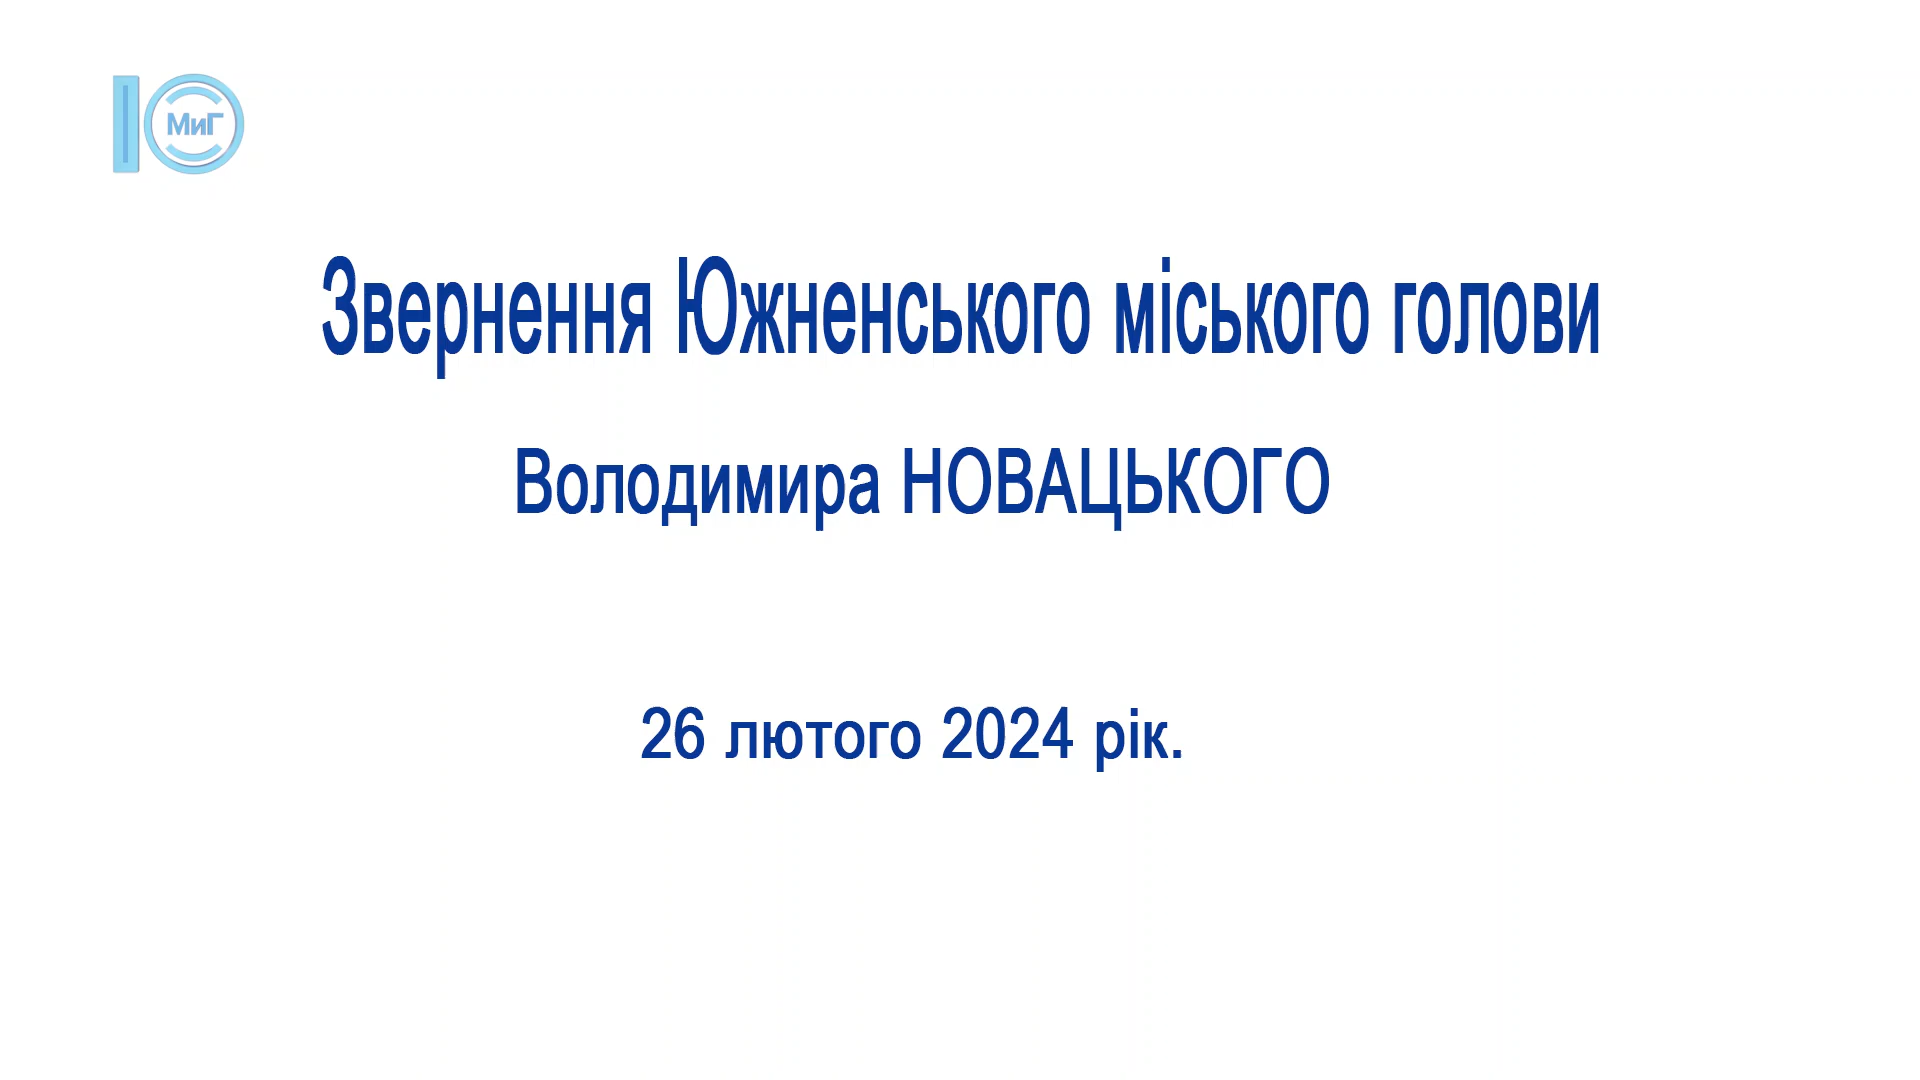 МиГ
Звернення Южненського міського голови
Володимира НОВАЦЬКОГО
26 лютого 2024 рік.